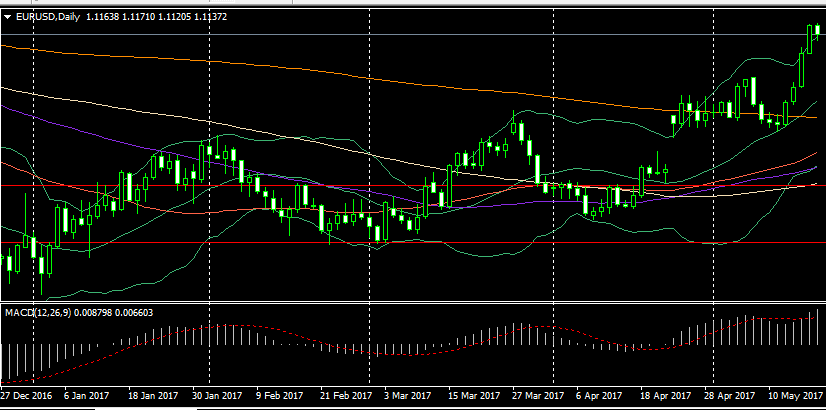 EURUSD,Daily 1.11638 1.11710 1.11205 1.11372
MACD(12,26,9) 0.008798 0.006603
27 Dec 2016 6 Jan 2017 18 Jan 2017 30 Jan 2017 9 Feb 2017 21 Feb 2017 3 Mar 2017 15 Mar 2017 27 Mar 2017 6 Apr 2017 18 Apr 2017 28 Apr 2017 10 May 2017